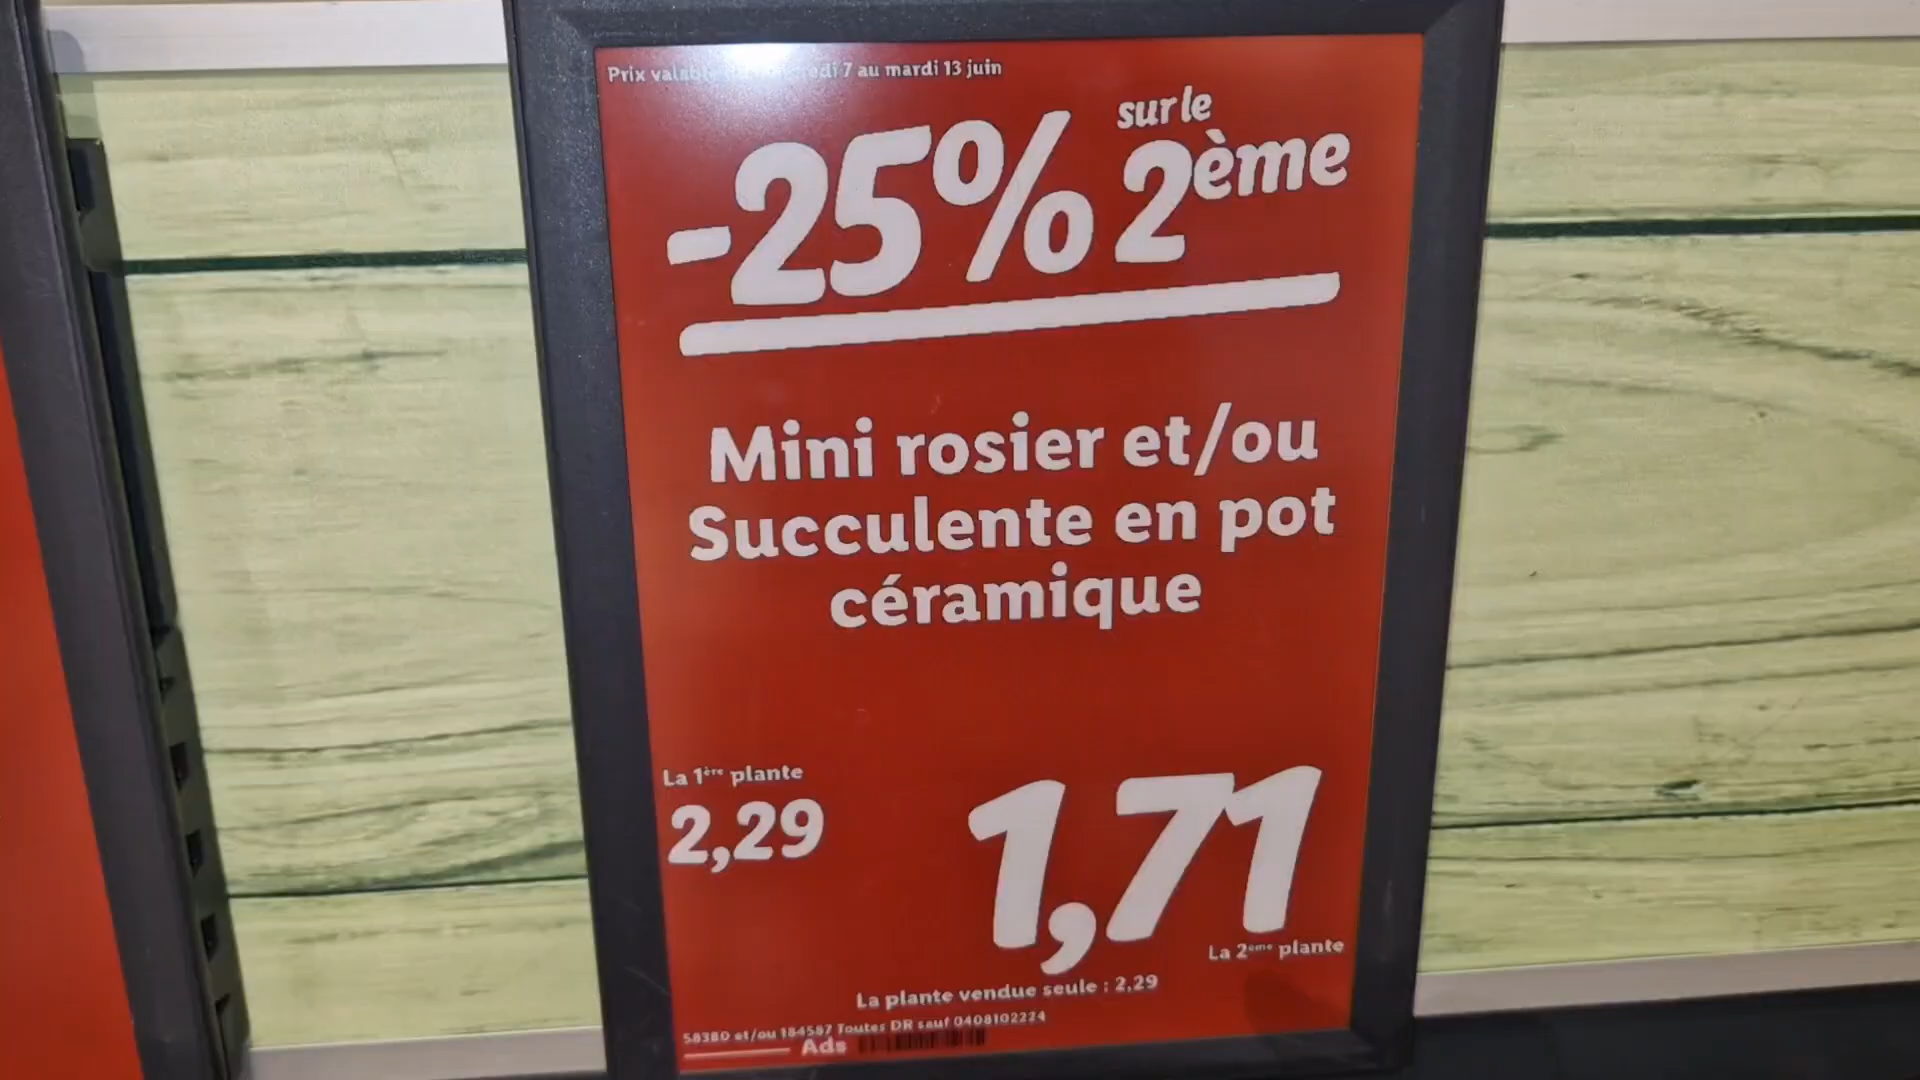 Prix valable 7 au mardi 13 juin
-25% sur le 2ème
Mini rosier et/ou
Succulente en pot
céramique
La 1ère plante
2,29
1,71
La 2ème plante
La plante vendue seule : 2,29
58380 et/ou 184587 Toutes DR sauf 0408102224
Ads